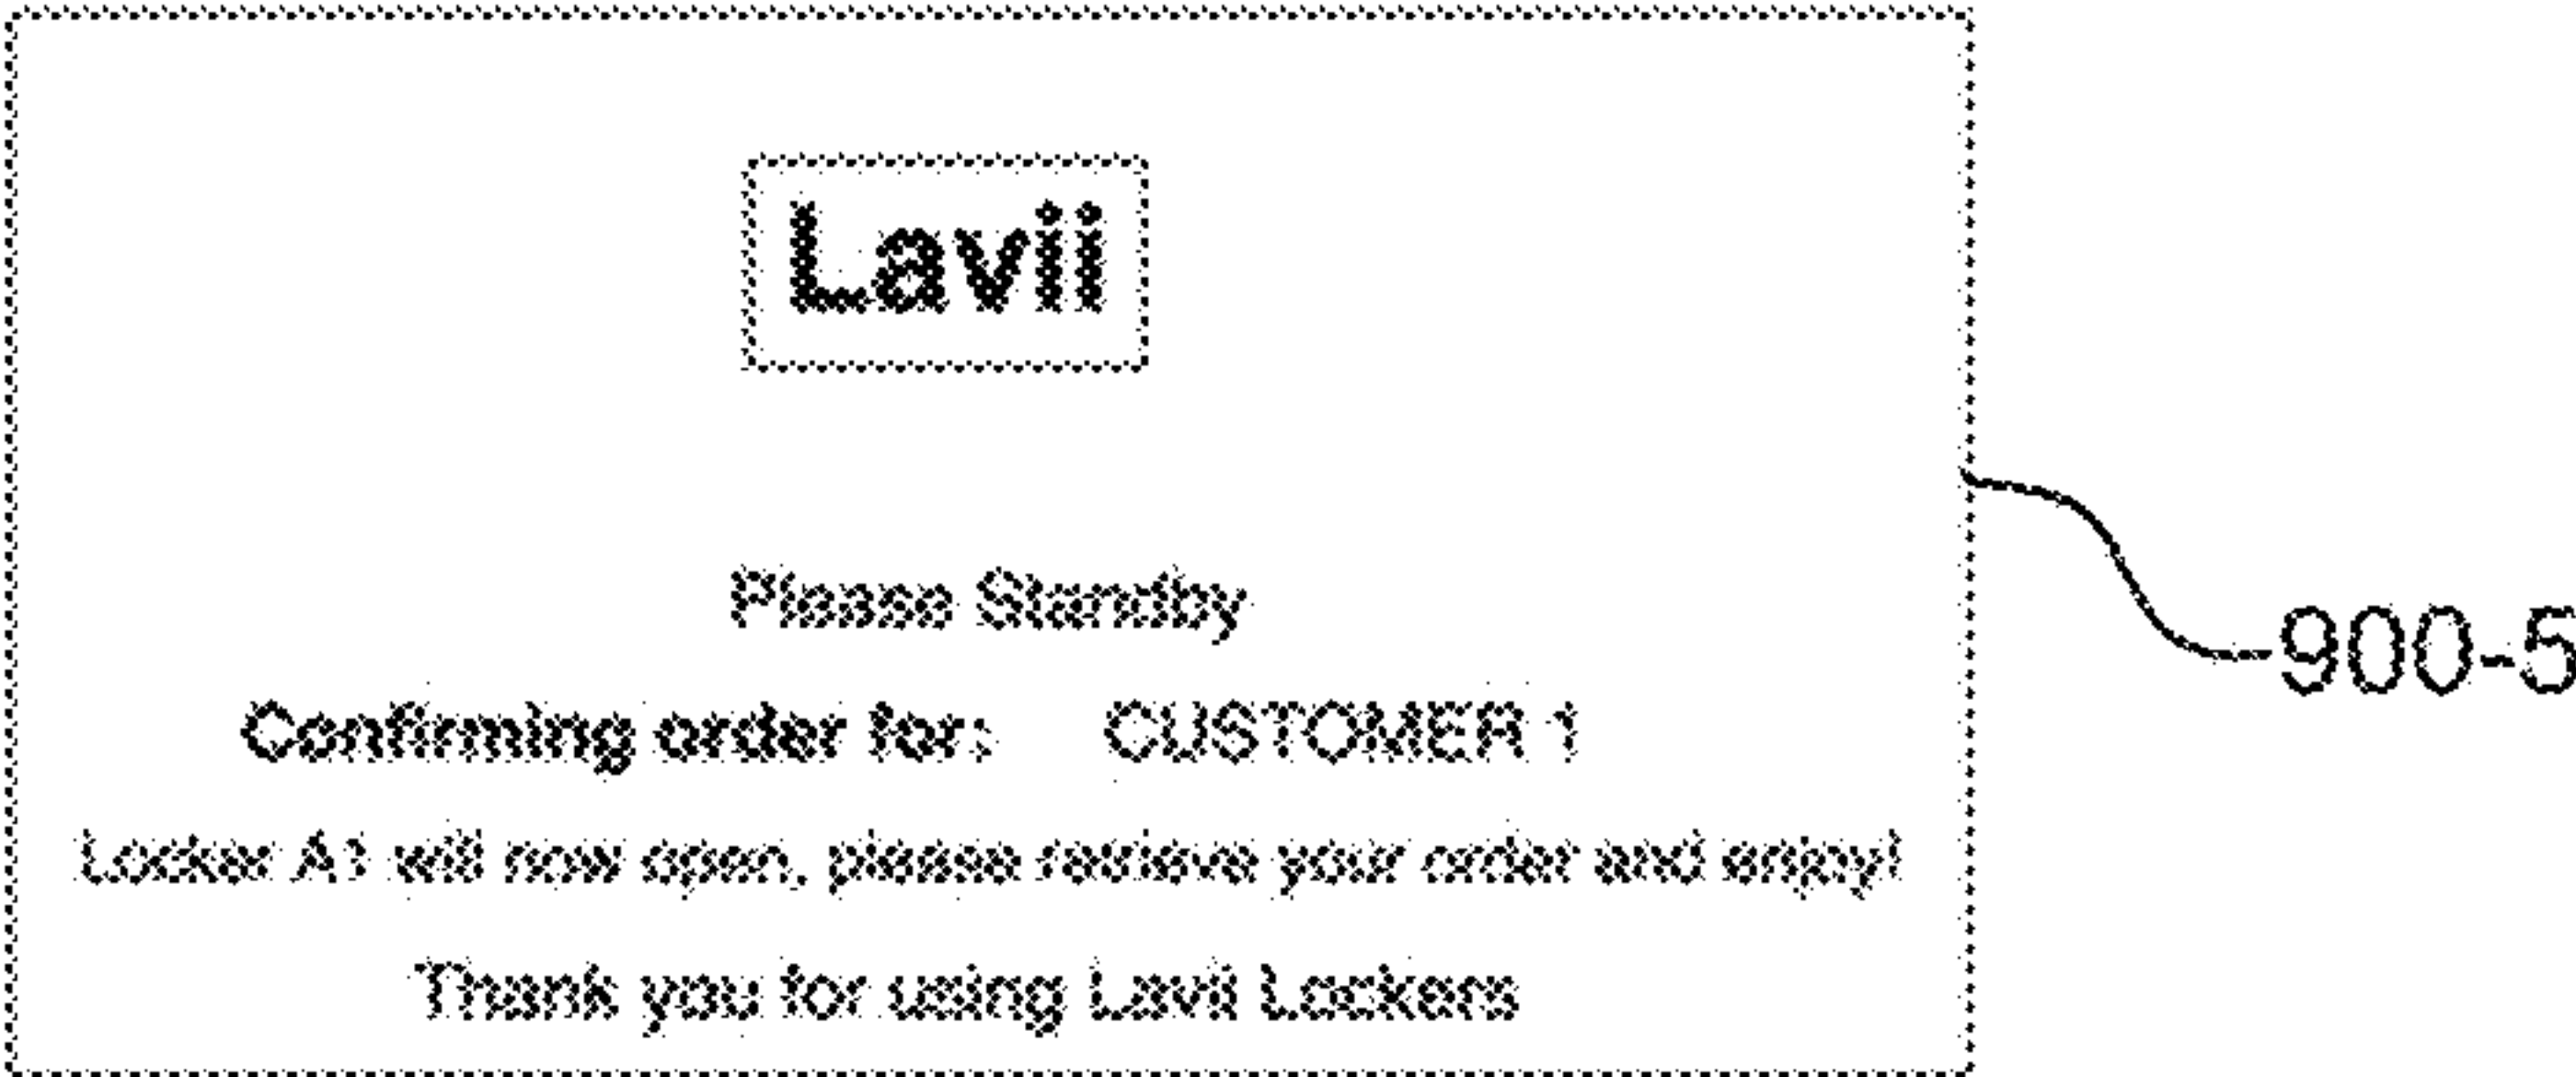 Lavii
Please Standby
900-5
Confirming order for: CUSTOMER 1
Locker A1 will now open, please retrieve your order and enjoy!
Thank you for using Lavii Lockers